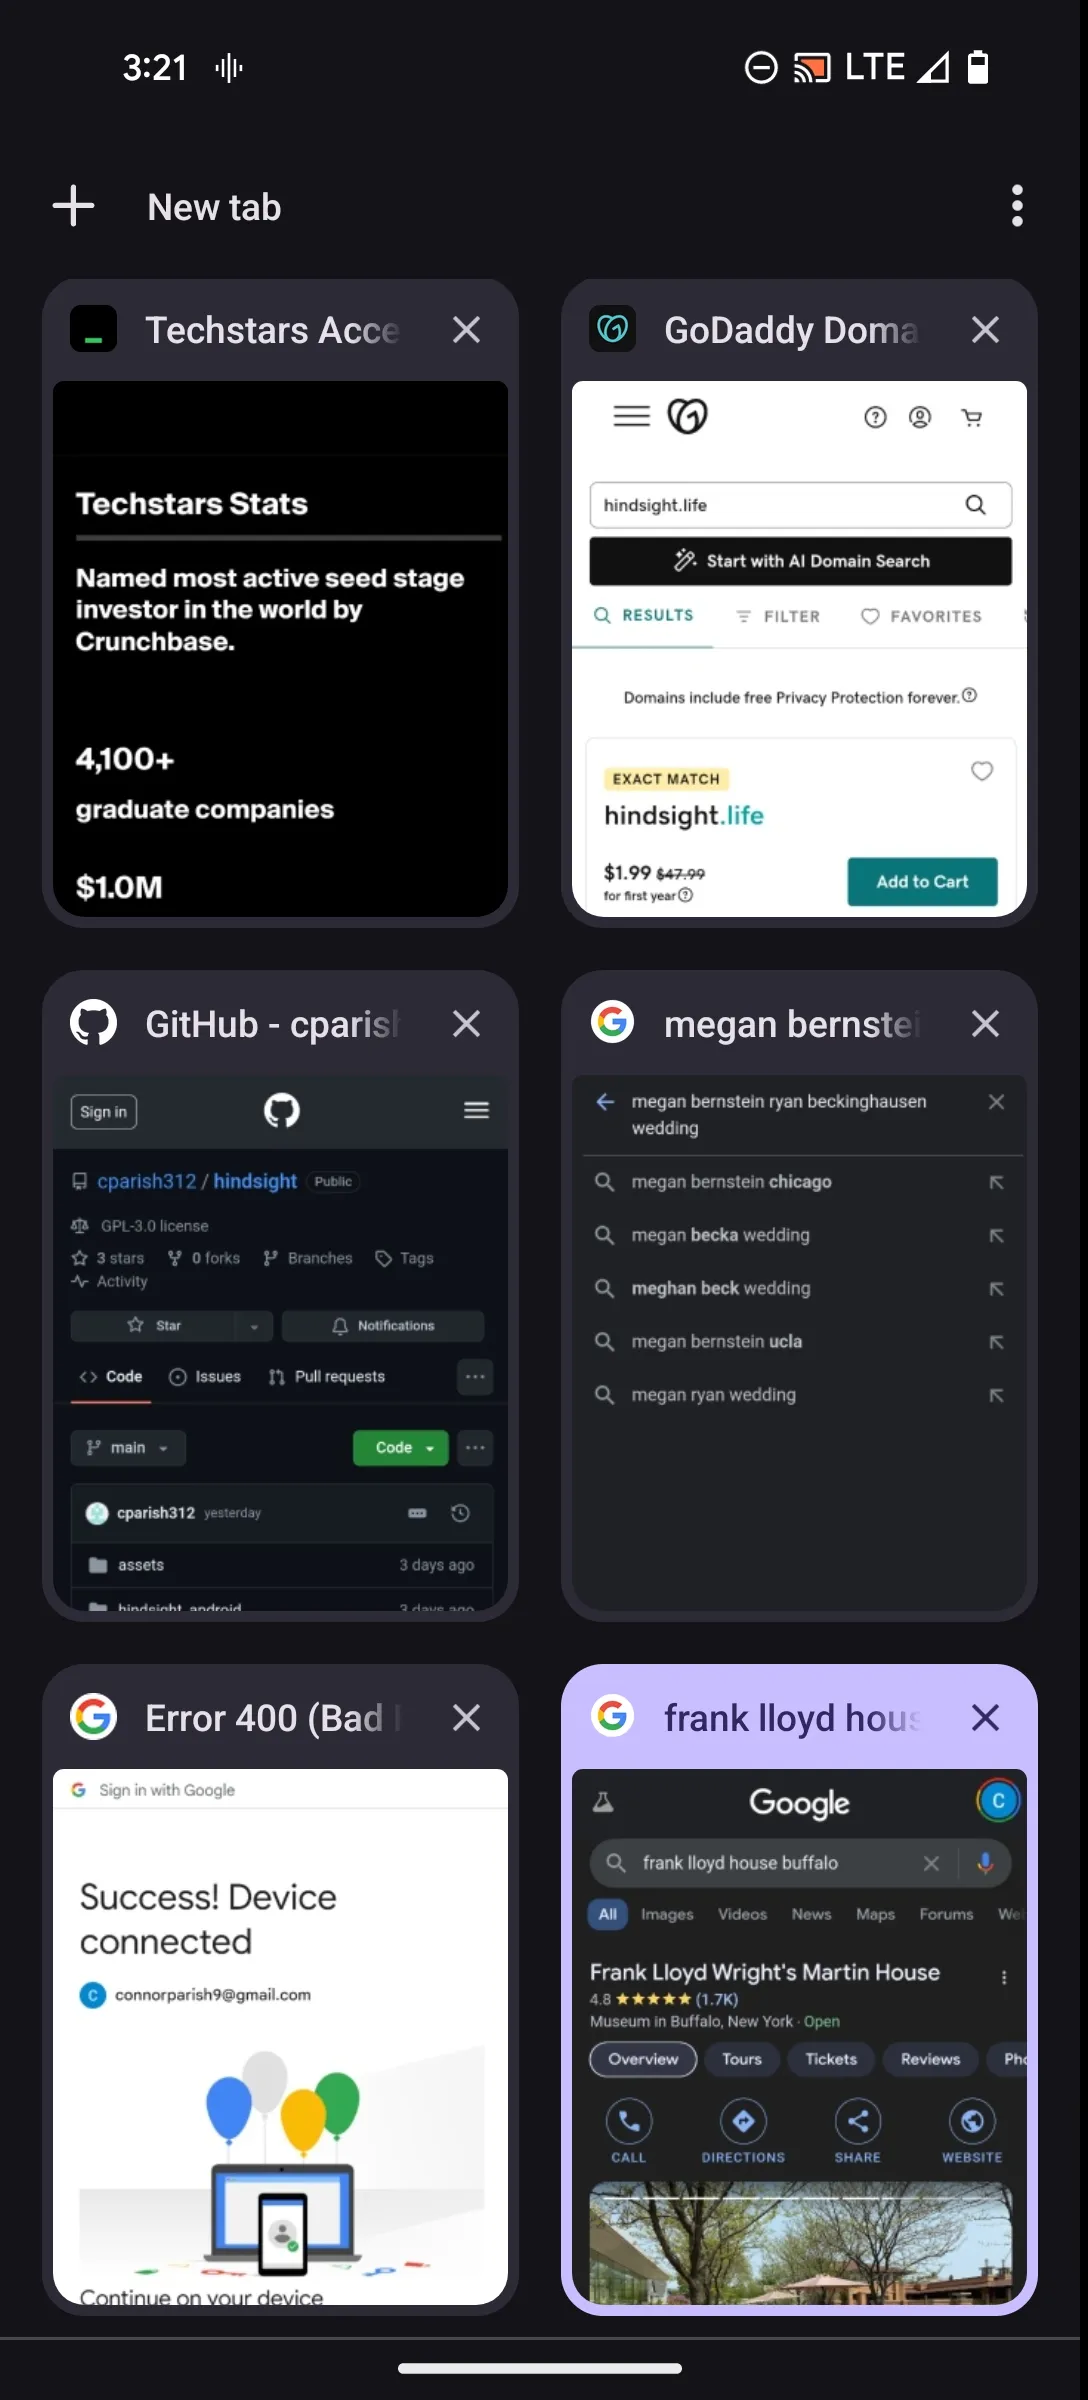 3:21
LTE
New tab
Techstars Acce
Techstars Stats
Named most active seed stage
investor in the world by
Crunchbase.
4,100+
graduate companies
$1.0M
GoDaddy Doma
hindsight.life
Start with AI Domain Search
RESULTS FILTER FAVORITES
Domains include free Privacy Protection forever.
EXACT MATCH
hindsight.life
$1.99 $47.99
for first year
Add to Cart
GitHub - cparish
Sign in
cparish312 / hindsight Public
GPL-3.0 license
3 stars 0 forks Branches Tags
Activity
Star Notifications
Code Issues Pull requests
main Code
cparish312 yesterday
assets 3 days ago
hindsight_android 3 days ago
megan bernstei
megan bernstein ryan beckinghausen
wedding
megan bernstein chicago
megan becka wedding
meghan beck wedding
megan bernstein ucla
megan ryan wedding
Error 400 (Bad
Sign in with Google
Success! Device
connected
C connorparish9@gmail.com
Continue on your device
frank lloyd hous
Google
C
frank lloyd house buffalo
All Images Videos News Maps Forums We
Frank Lloyd Wright's Martin House
4.8 (1.7K)
Museum in Buffalo, New York · Open
Overview Tours Tickets Reviews Pho
CALL DIRECTIONS SHARE WEBSITE